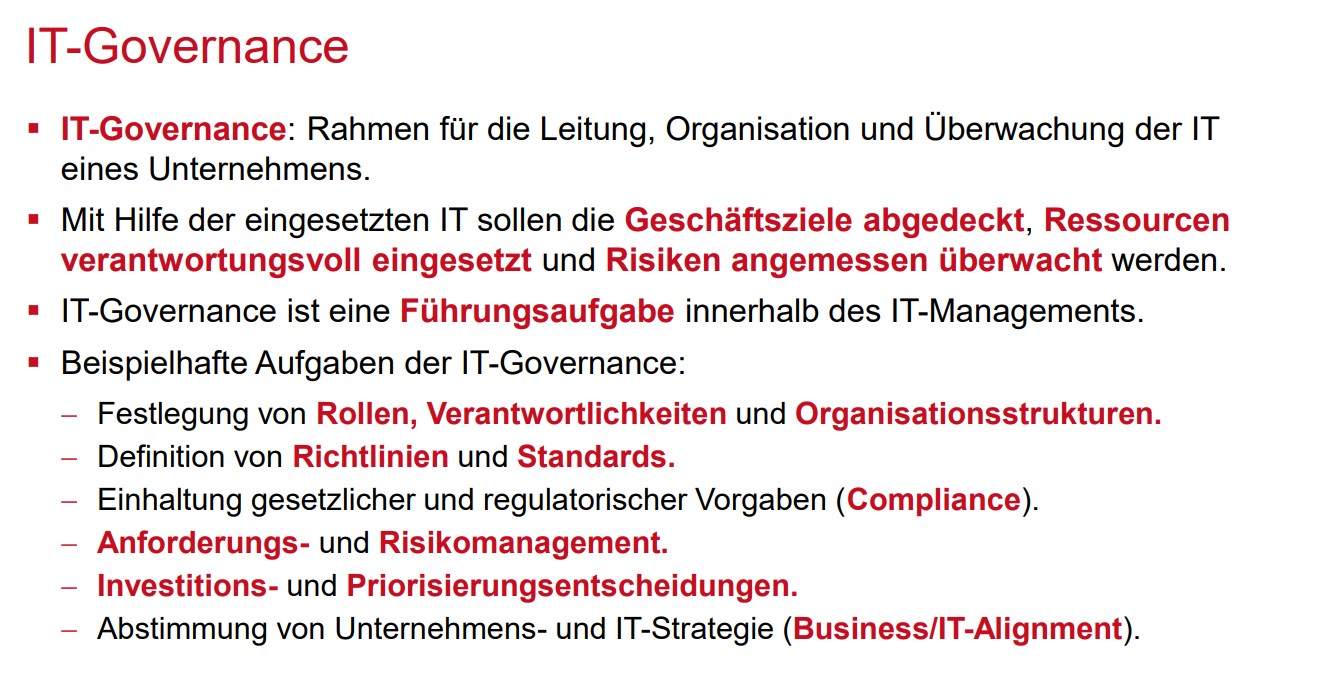 IT-Governance
▪ IT-Governance: Rahmen für die Leitung, Organisation und Überwachung der IT
eines Unternehmens.
▪ Mit Hilfe der eingesetzten IT sollen die Geschäftsziele abgedeckt, Ressourcen
verantwortungsvoll eingesetzt und Risiken angemessen überwacht werden.
▪ IT-Governance ist eine Führungsaufgabe innerhalb des IT-Managements.
▪ Beispielhafte Aufgaben der IT-Governance:
– Festlegung von Rollen, Verantwortlichkeiten und Organisationsstrukturen.
– Definition von Richtlinien und Standards.
– Einhaltung gesetzlicher und regulatorischer Vorgaben (Compliance).
– Anforderungs- und Risikomanagement.
– Investitions- und Priorisierungsentscheidungen.
– Abstimmung von Unternehmens- und IT-Strategie (Business/IT-Alignment).